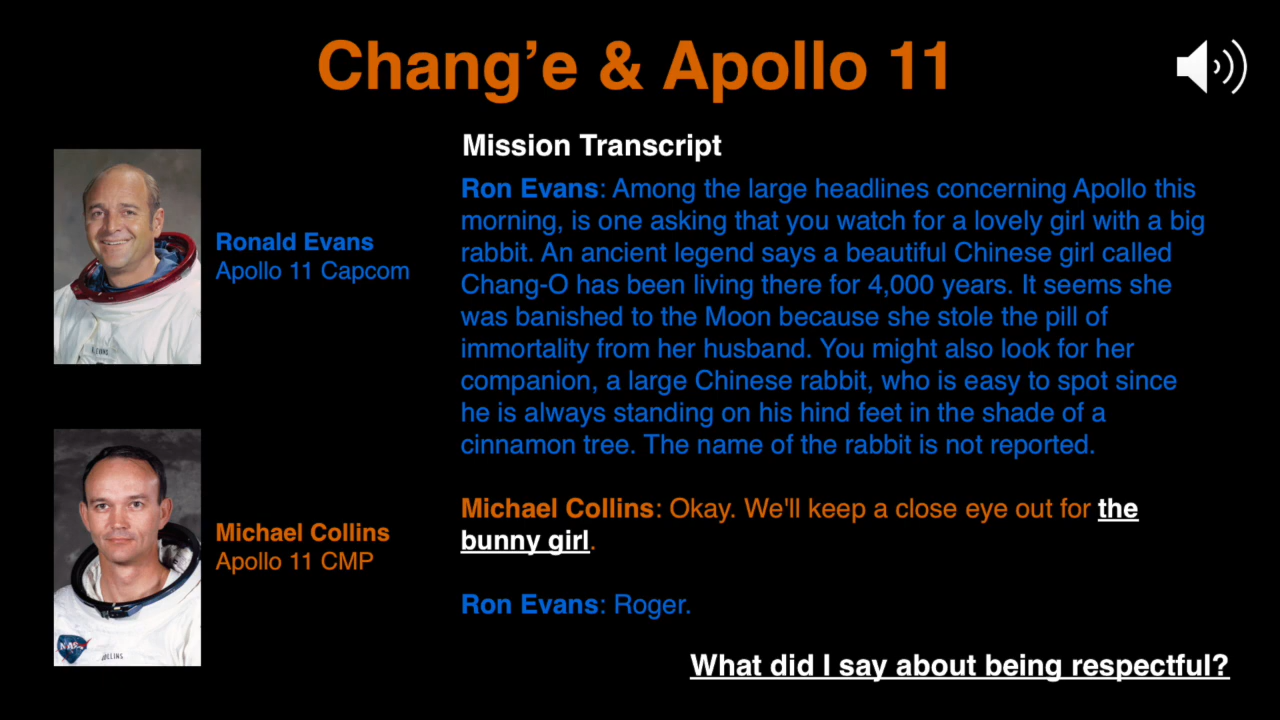 Chang’e & Apollo 11
Mission Transcript
Ron Evans: Among the large headlines concerning Apollo this
morning, is one asking that you watch for a lovely girl with a big
rabbit. An ancient legend says a beautiful Chinese girl called
Chang-O has been living there for 4,000 years. It seems she
was banished to the Moon because she stole the pill of
immortality from her husband. You might also look for her
companion, a large Chinese rabbit, who is easy to spot since
he is always standing on his hind feet in the shade of a
cinnamon tree. The name of the rabbit is not reported.
Ronald Evans
Apollo 11 Capcom
Michael Collins: Okay. We'll keep a close eye out for the
bunny girl.
Michael Collins
Apollo 11 CMP
Ron Evans: Roger.
What did I say about being respectful?